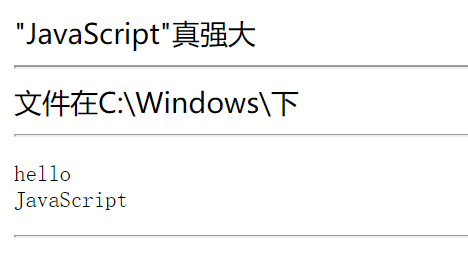 "JavaScript"真强大
文件在C:\Windows\下
hello
JavaScript